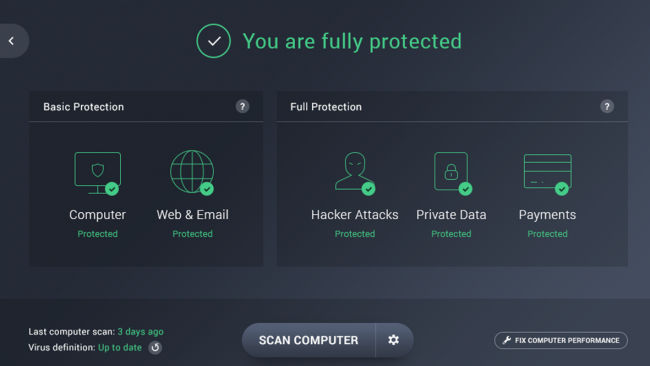 You are fully protected
Basic Protection ?
Full Protection ?
Computer
Protected
Web & Email
Protected
Hacker Attacks
Protected
Private Data
Protected
Payments
Protected
Last computer scan: 3 days ago
Virus definition: Up to date
SCAN COMPUTER
FIX COMPUTER PERFORMANCE